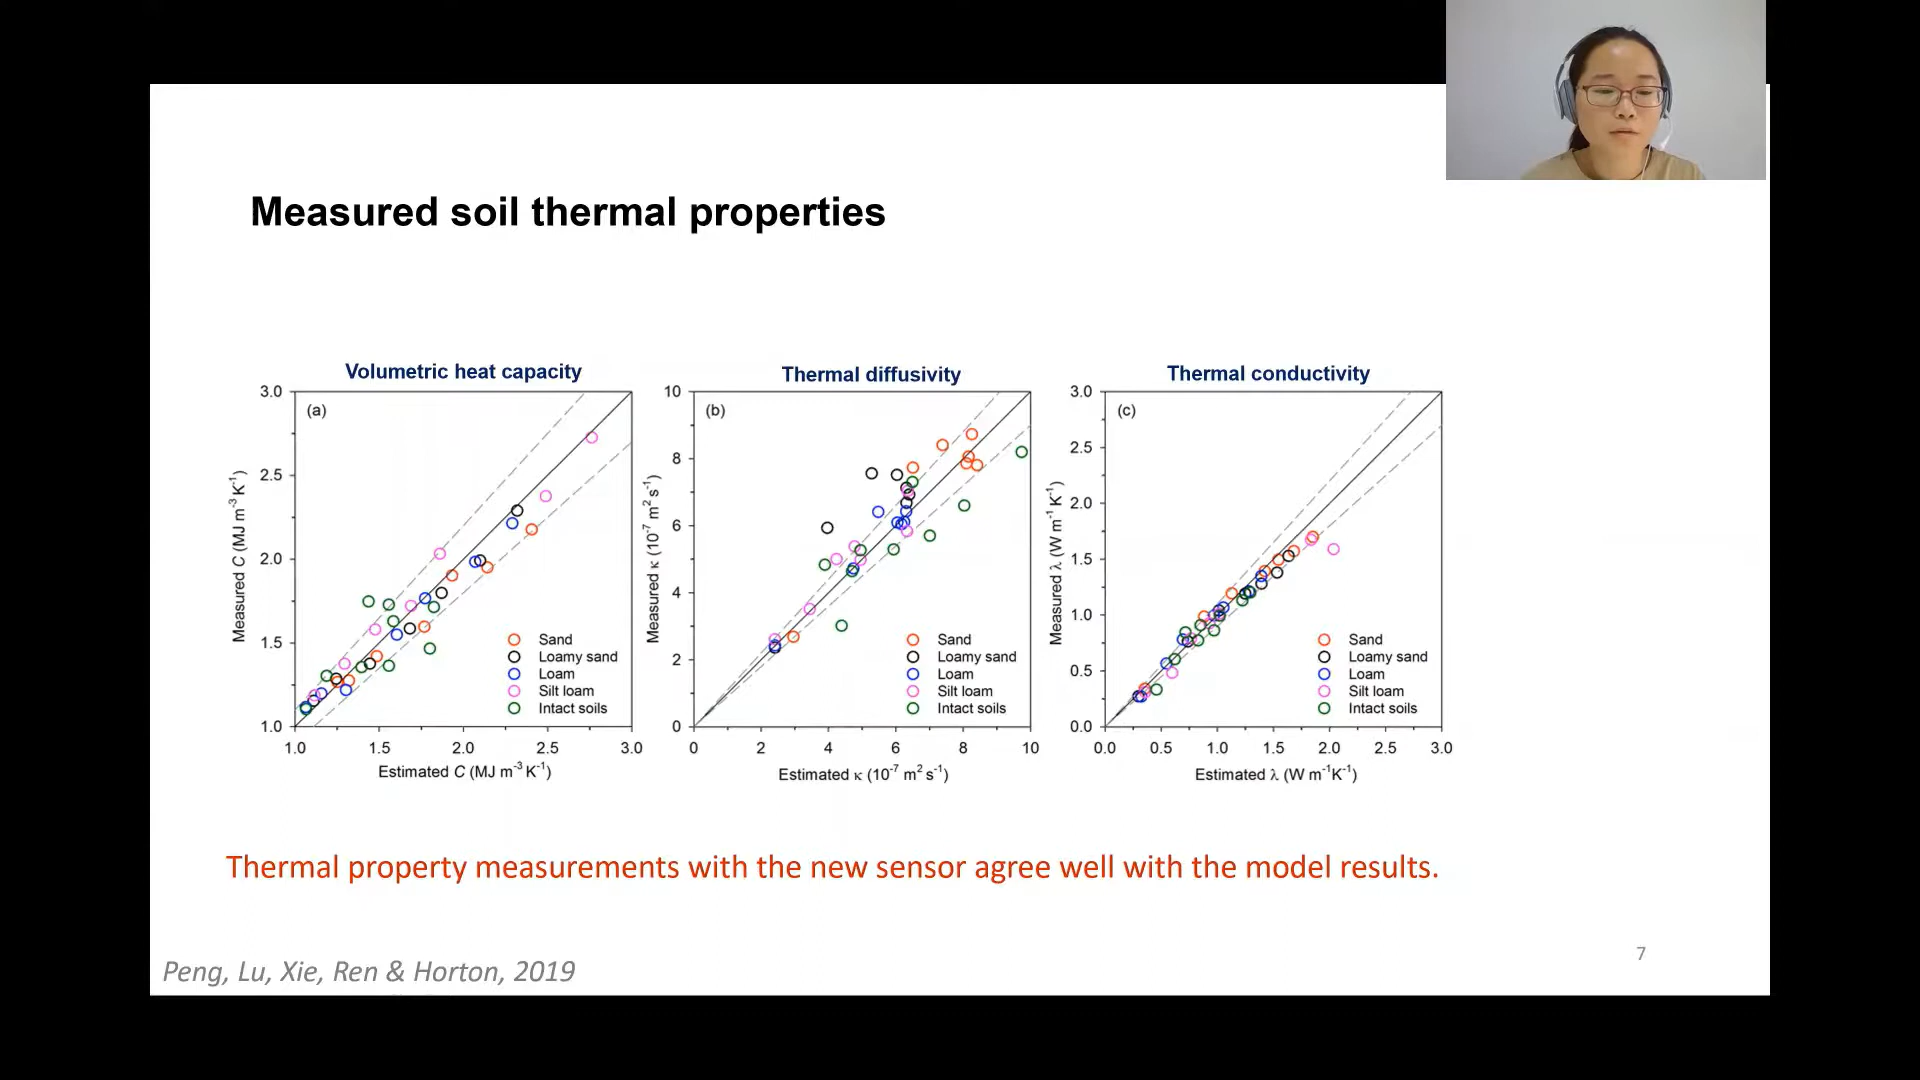 Measured soil thermal properties
Volumetric heat capacity
3.0
2.5
2.0
1.5
1.0
(a)
Measured C (MJ m⁻³ K⁻¹)
Sand
Loamy sand
Loam
Silt loam
Intact soils
1.0 1.5 2.0 2.5 3.0
Estimated C (MJ m⁻³ K⁻¹)
Thermal diffusivity
10
8
6
4
2
0
(b)
Measured κ (10⁻⁷ m² s⁻¹)
Sand
Loamy sand
Loam
Silt loam
Intact soils
0 2 4 6 8 10
Estimated κ (10⁻⁷ m² s⁻¹)
Thermal conductivity
3.0
2.5
2.0
1.5
1.0
0.5
0.0
(c)
Measured λ (W m⁻¹ K⁻¹)
Sand
Loamy sand
Loam
Silt loam
Intact soils
0.0 0.5 1.0 1.5 2.0 2.5 3.0
Estimated λ (W m⁻¹K⁻¹)
Thermal property measurements with the new sensor agree well with the model results.
7
Peng, Lu, Xie, Ren & Horton, 2019